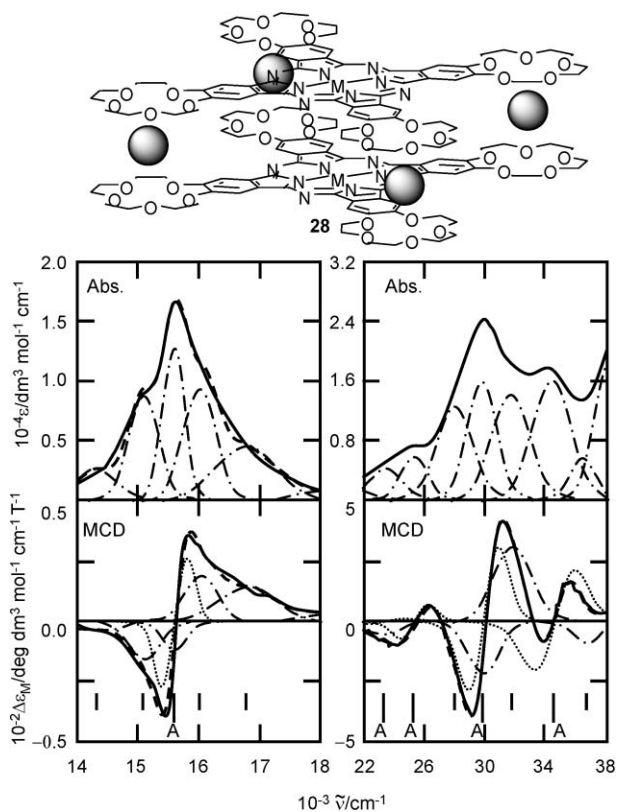 28
Abs.
Abs.
10⁻⁴ε/dm³ mol⁻¹ cm⁻¹
2.0
1.5
1.0
0.5
3.2
2.4
1.6
0.8
MCD
MCD
10⁻²Δε_M/deg dm³ mol⁻¹ cm⁻¹ T⁻¹
0.5
0.0
−0.5
5
0
−5
A
A A A A
14 15 16 17 18
22 26 30 34 38
10⁻³ ṽ/cm⁻¹